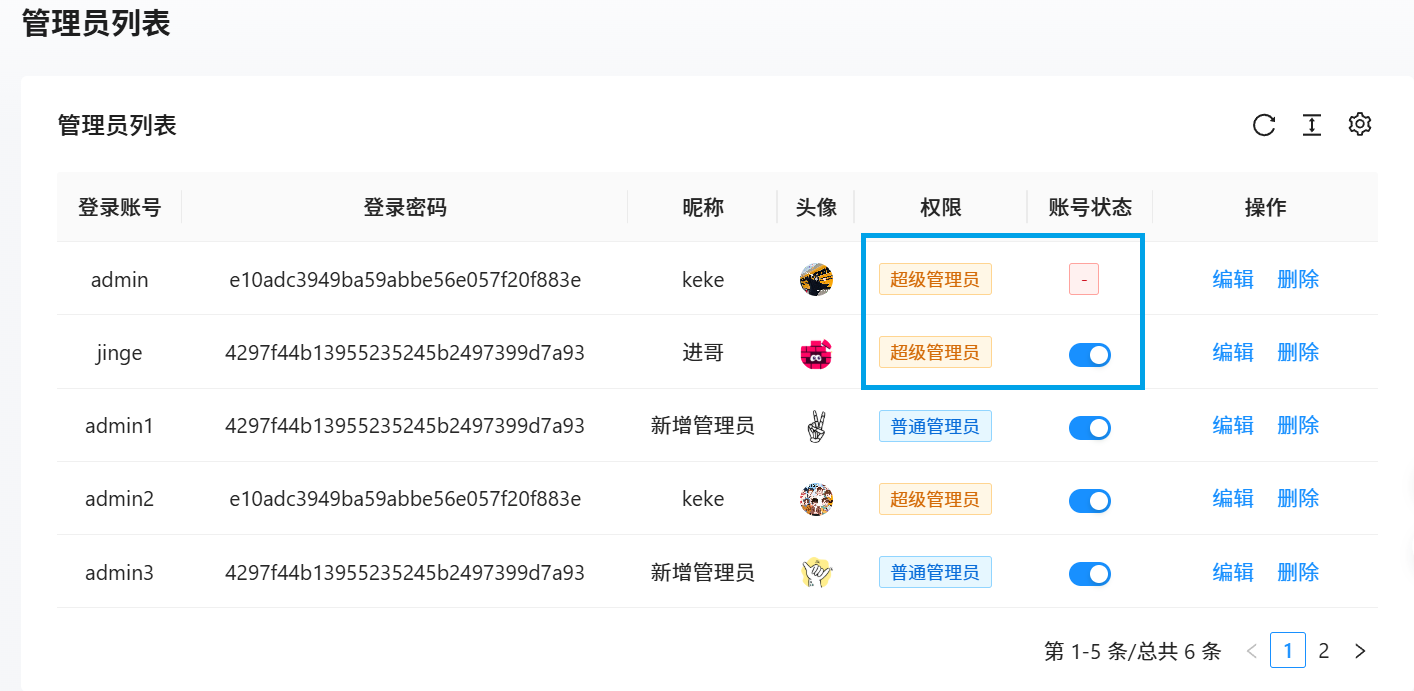 管理员列表
管理员列表
登录账号 登录密码 昵称 头像 权限 账号状态 操作
admin e10adc3949ba59abbe56e057f20f883e keke 超级管理员 - 编辑 删除
jinge 4297f44b13955235245b2497399d7a93 进哥 超级管理员 编辑 删除
admin1 4297f44b13955235245b2497399d7a93 新增管理员 普通管理员 编辑 删除
admin2 e10adc3949ba59abbe56e057f20f883e keke 超级管理员 编辑 删除
admin3 4297f44b13955235245b2497399d7a93 新增管理员 普通管理员 编辑 删除
第 1-5 条/总共 6 条 < 1 2 >